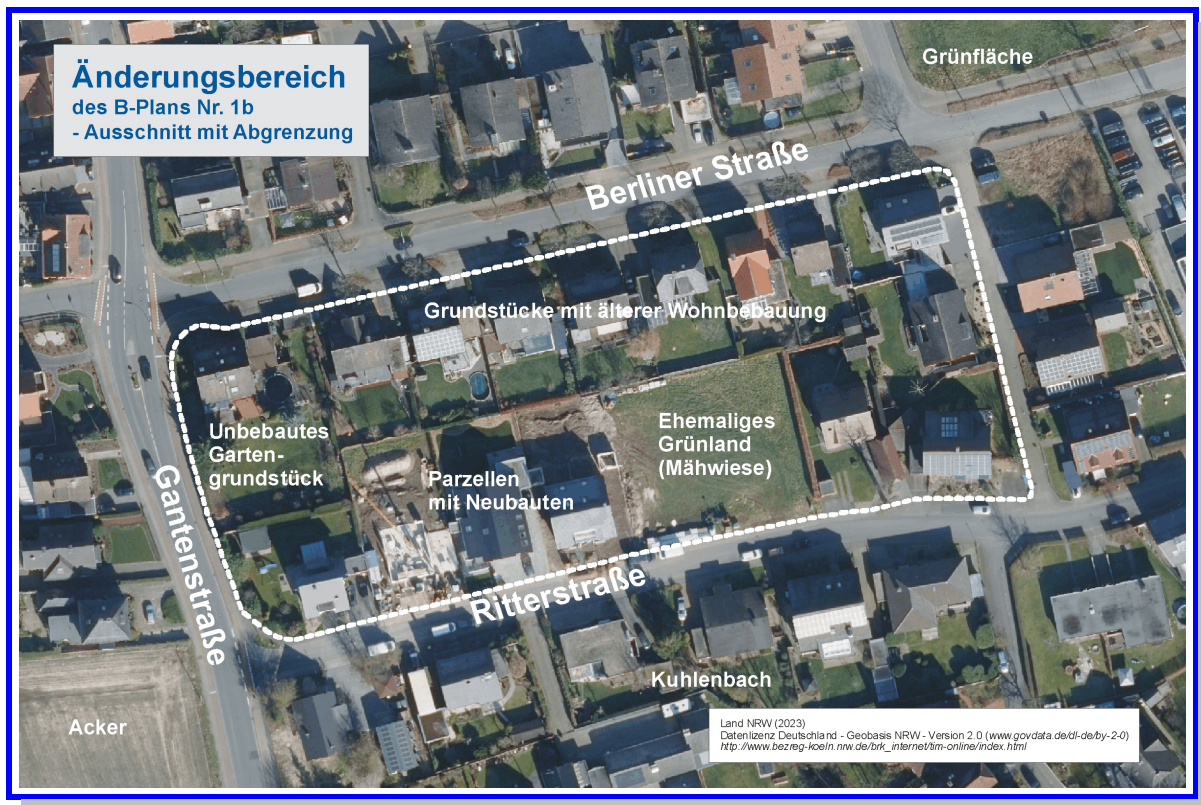 Änderungsbereich
des B-Plans Nr. 1b
- Ausschnitt mit Abgrenzung
Grünfläche
Berliner Straße
Grundstücke mit älterer Wohnbebauung
Unbebautes
Garten-
grundstück
Parzellen
mit Neubauten
Ehemaliges
Grünland
(Mähwiese)
Gantenstraße
Ritterstraße
Kuhlenbach
Acker
Land NRW (2023)
Datenlizenz Deutschland - Geobasis NRW - Version 2.0 (www.govdata.de/dl-de/by-2-0)
http://www.bezreg-koeln.nrw.de/brk_internet/tim-online/index.html